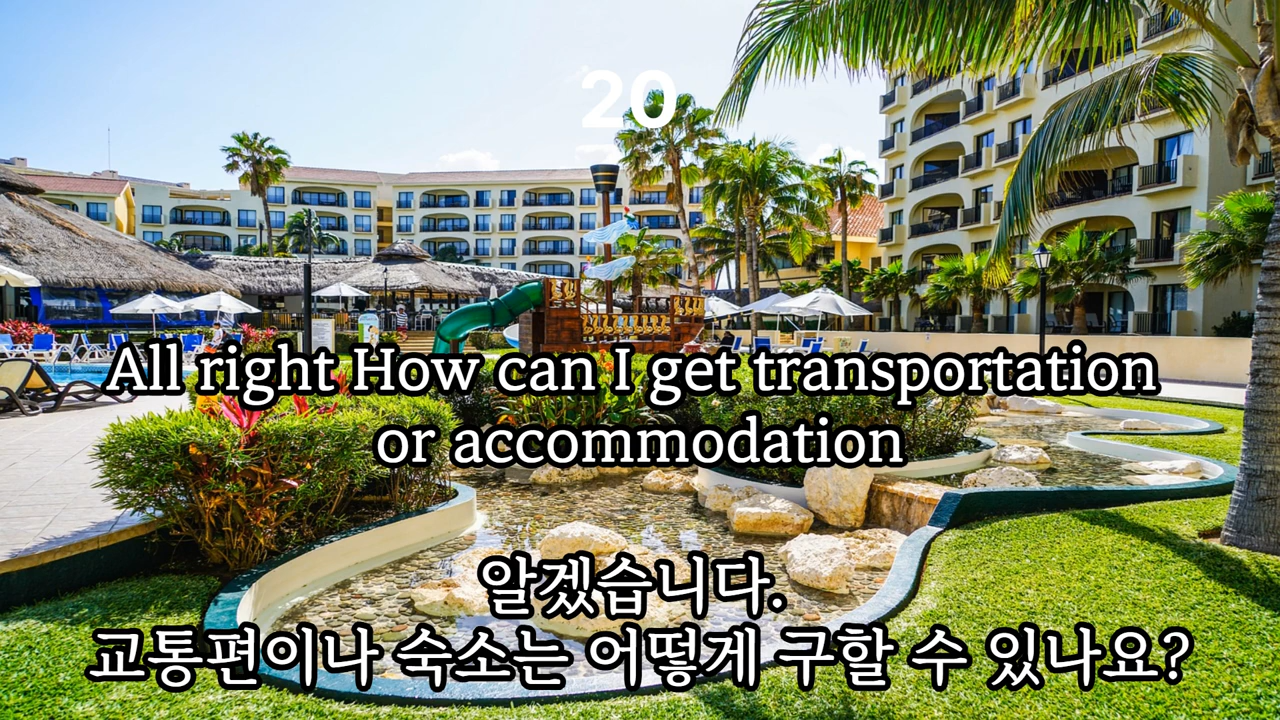 20
All right How can I get transportation
or accommodation
알겠습니다.
교통편이나 숙소는 어떻게 구할 수 있나요?